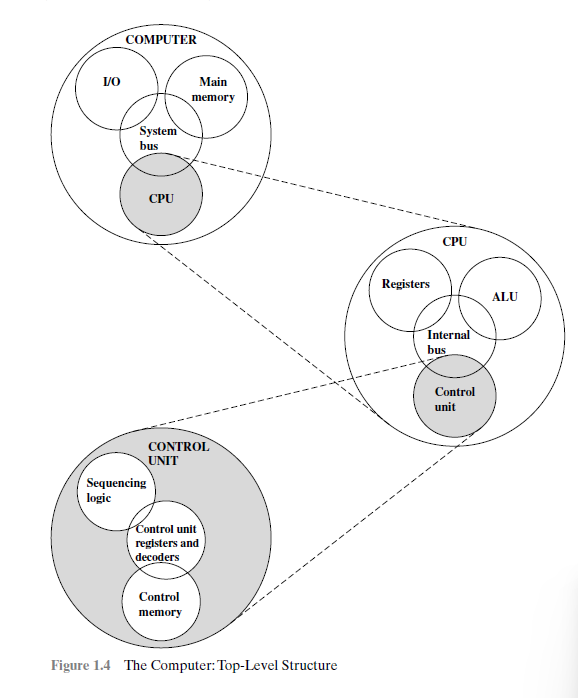 COMPUTER
I/O
Main
memory
System
bus
CPU
CPU
Registers
ALU
Internal
bus
Control
unit
CONTROL
UNIT
Sequencing
logic
Control unit
registers and
decoders
Control
memory
Figure 1.4 The Computer: Top-Level Structure